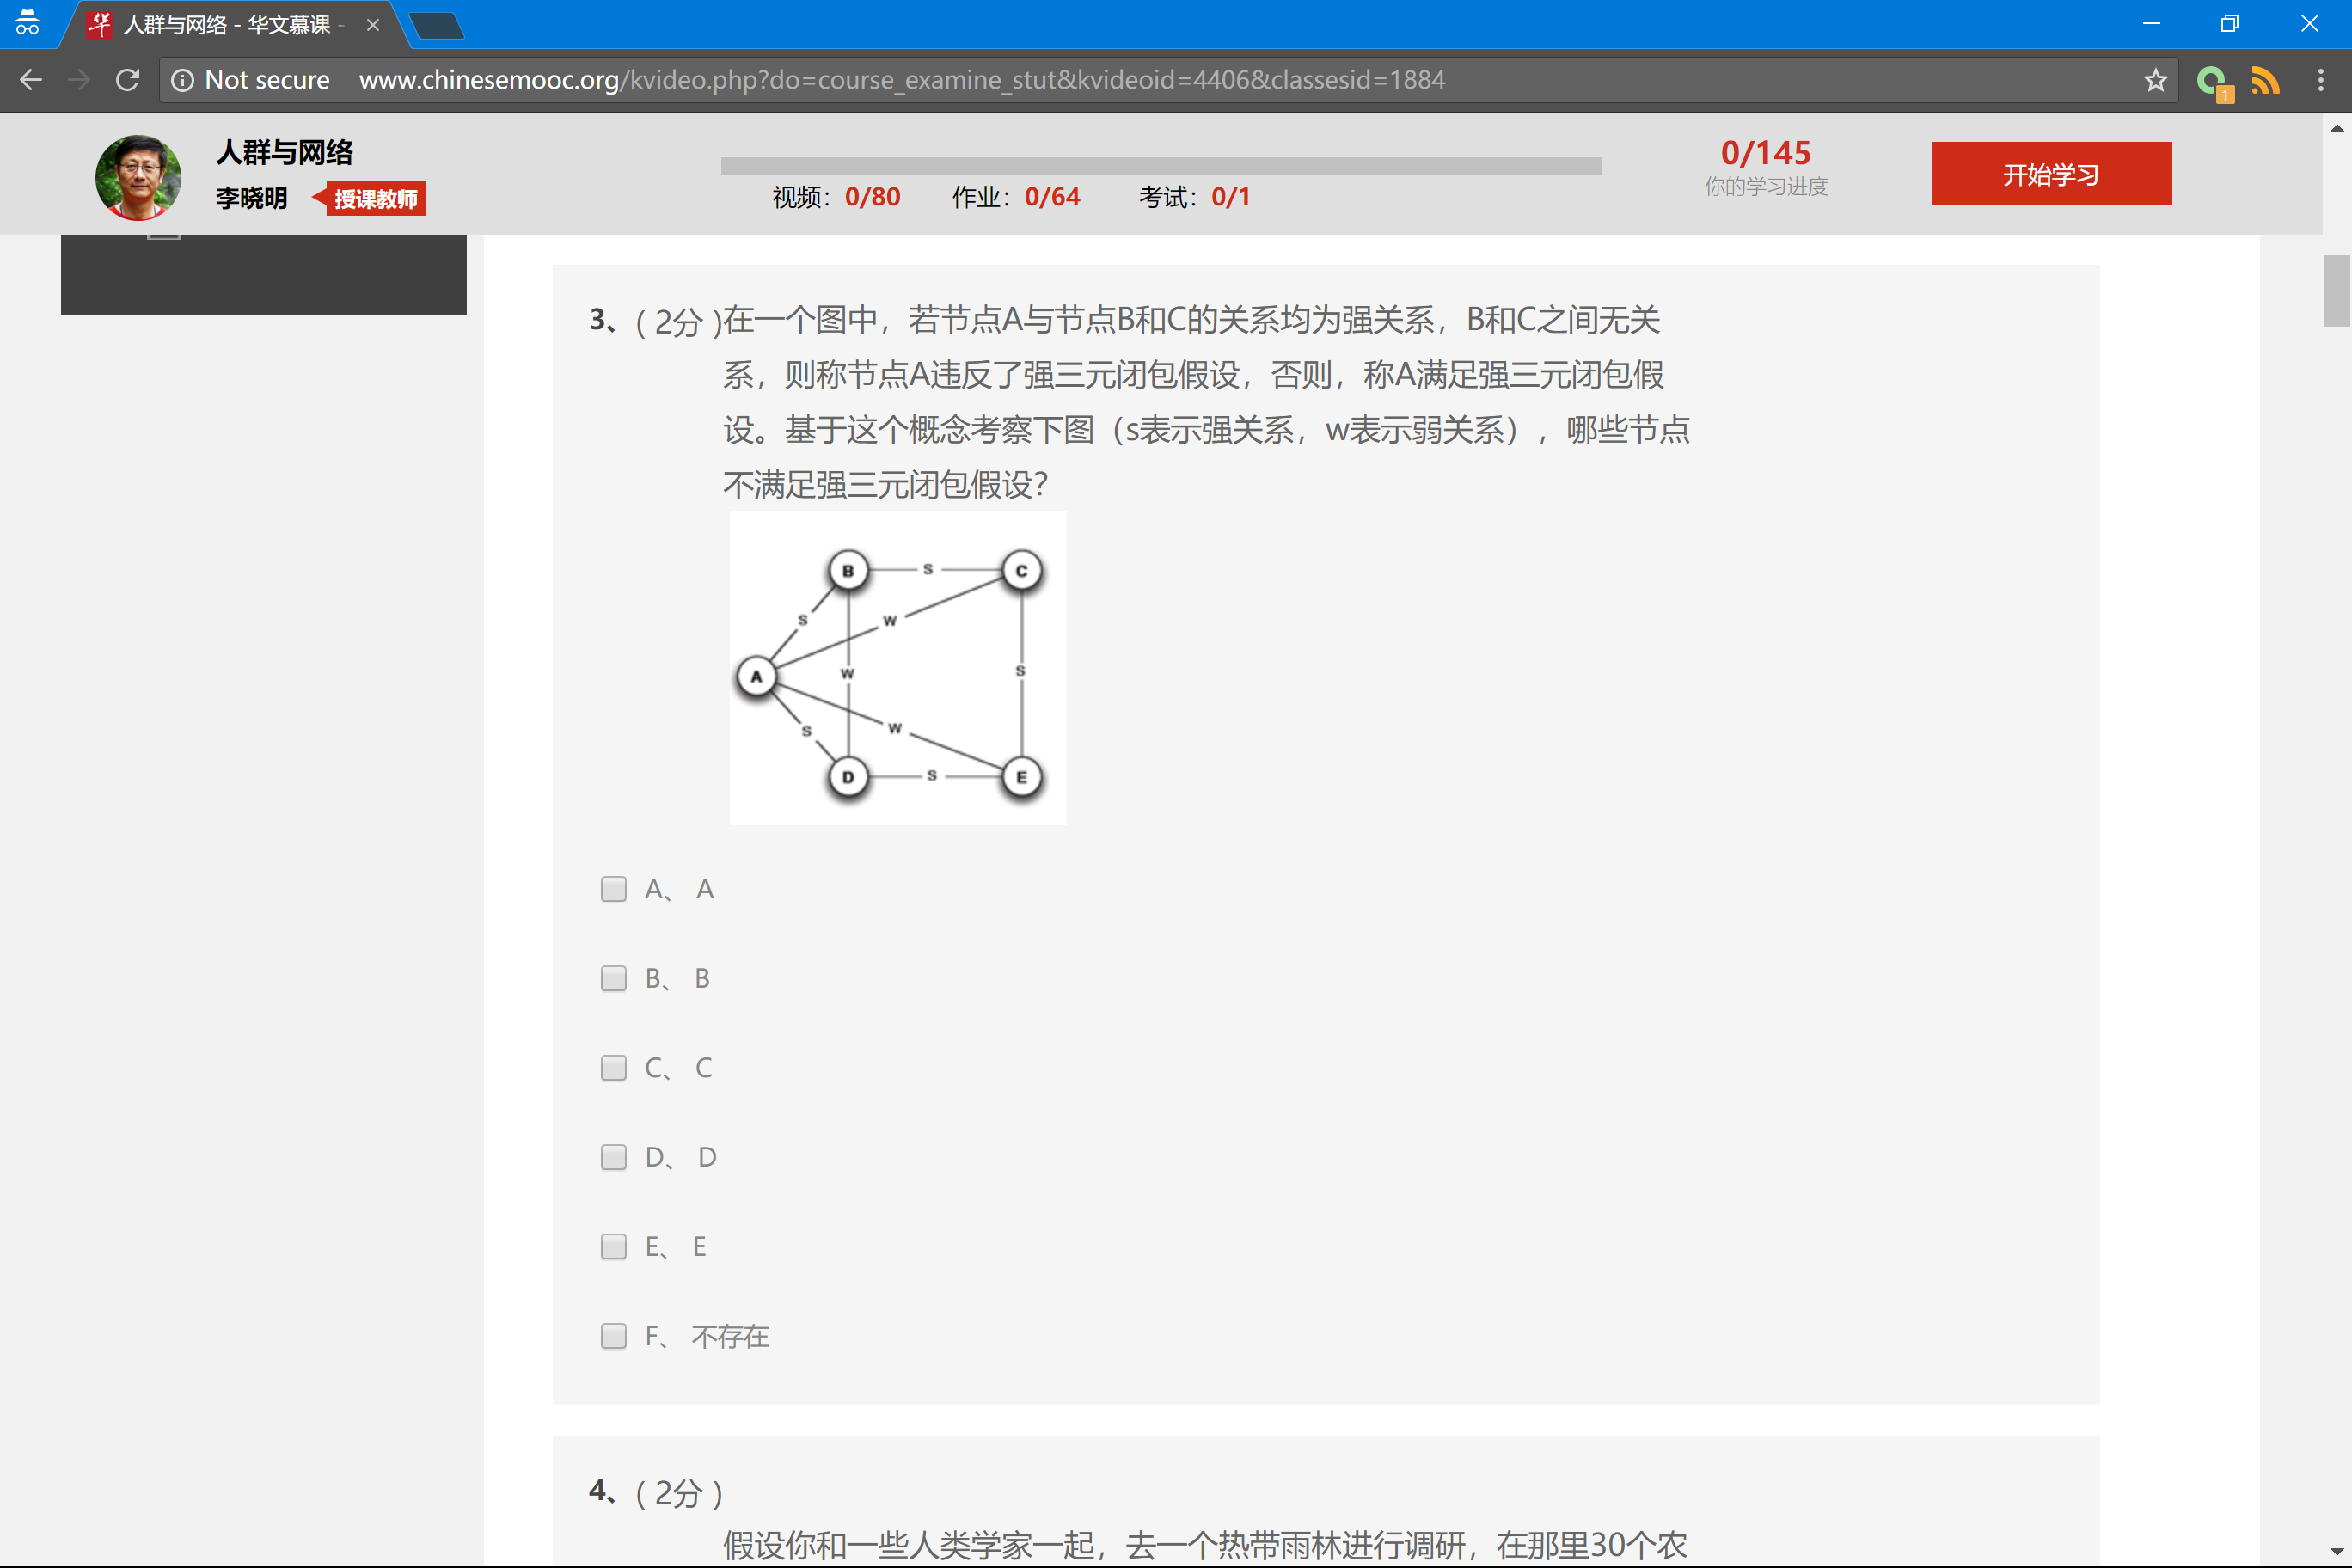 人群与网络 - 华文慕课 -
Not secure www.chinesemooc.org/kvideo.php?do=course_examine_stut&kvideoid=4406&classesid=1884
1
人群与网络
李晓明 授课教师
视频：0/80 作业：0/64 考试：0/1
0/145
你的学习进度
开始学习
3、( 2分 )在一个图中，若节点A与节点B和C的关系均为强关系，B和C之间无关
系，则称节点A违反了强三元闭包假设，否则，称A满足强三元闭包假
设。基于这个概念考察下图（s表示强关系，w表示弱关系），哪些节点
不满足强三元闭包假设？
B S C
S W
A W S
S W
D S E
A、 A
B、 B
C、 C
D、 D
E、 E
F、 不存在
4、( 2分 )
假设你和一些人类学家一起，去一个热带雨林进行调研，在那里30个农